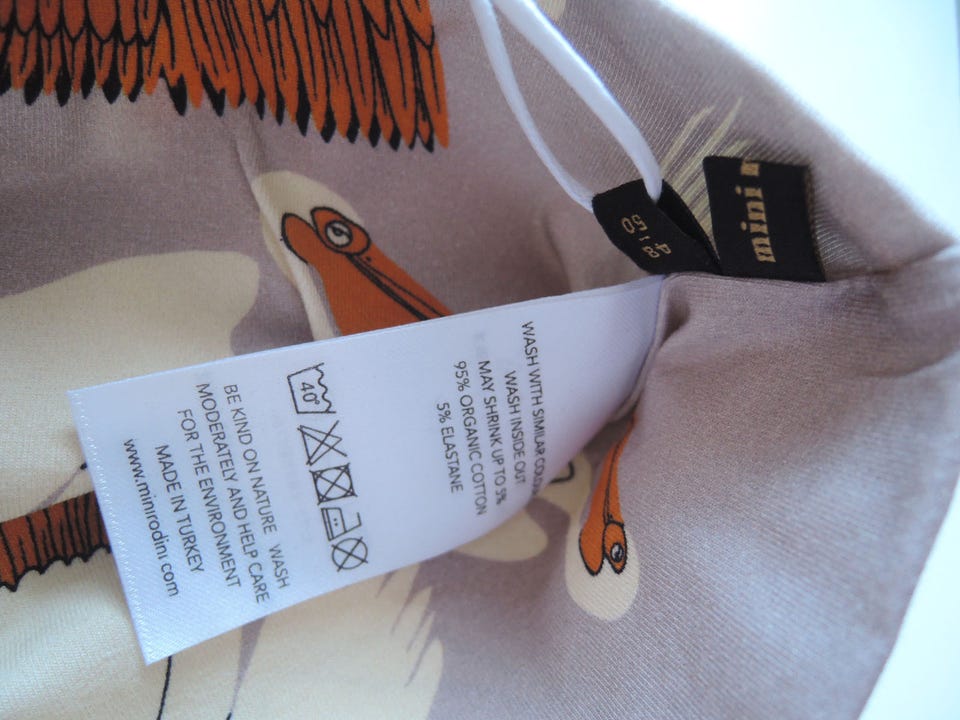 mini
48-50
WASH WITH SIMILAR
WASH INSIDE OUT
MAY SHRINK UP TO 5%
95% ORGANIC COTTON
5% ELASTANE
40°
BE KIND ON NATURE WASH
MODERATELY AND HELP CARE
FOR THE ENVIRONMENT
MADE IN TURKEY
www.minirodini.com